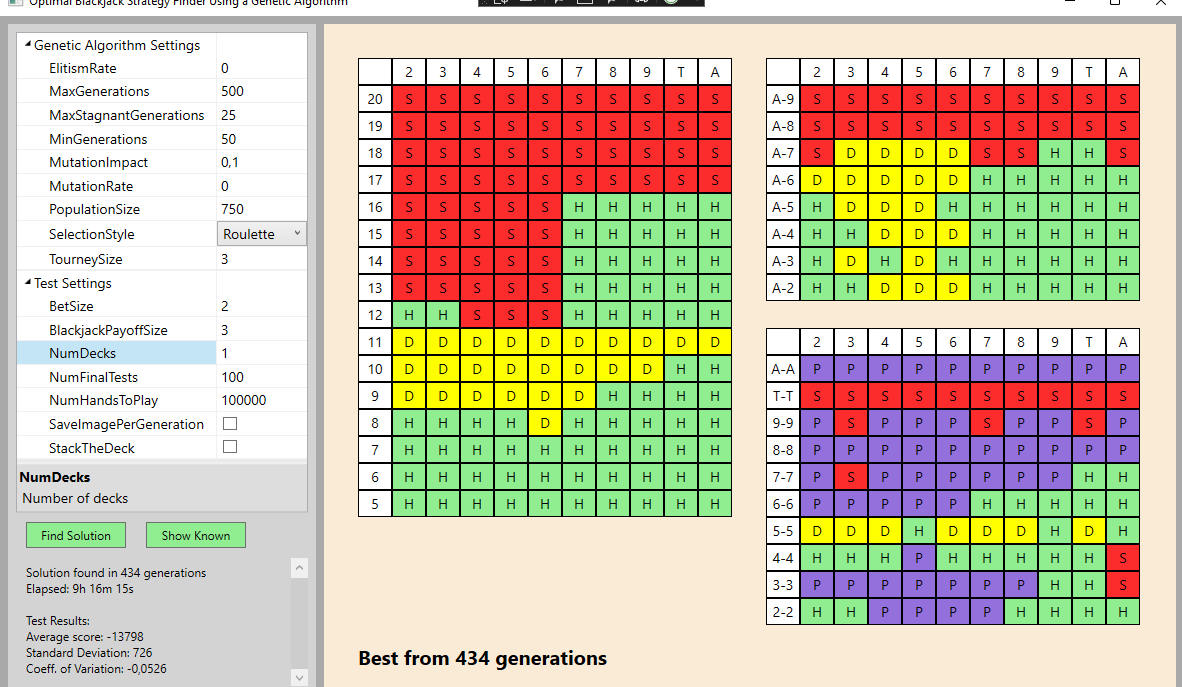 Optimal Blackjack Strategy Finder Using a Genetic Algorithm
Genetic Algorithm Settings
ElitismRate 0
MaxGenerations 500
MaxStagnantGenerations 25
MinGenerations 50
MutationImpact 0,1
MutationRate 0
PopulationSize 750
SelectionStyle Roulette
TourneySize 3
Test Settings
BetSize 2
BlackjackPayoffSize 3
NumDecks 1
NumFinalTests 100
NumHandsToPlay 100000
SaveImagePerGeneration
StackTheDeck
NumDecks
Number of decks
Find Solution Show Known
Solution found in 434 generations
Elapsed: 9h 16m 15s
Test Results:
Average score: -13798
Standard Deviation: 726
Coeff. of Variation: -0,0526
2 3 4 5 6 7 8 9 T A
20 S S S S S S S S S S
19 S S S S S S S S S S
18 S S S S S S S S S S
17 S S S S S S S S S S
16 S S S S S H H H H H
15 S S S S S H H H H H
14 S S S S S H H H H H
13 S S S S S H H H H H
12 H H S S S H H H H H
11 D D D D D D D D D D
10 D D D D D D D D H H
9 D D D D D D H H H H
8 H H H H D H H H H H
7 H H H H H H H H H H
6 H H H H H H H H H H
5 H H H H H H H H H H
2 3 4 5 6 7 8 9 T A
A-9 S S S S S S S S S S
A-8 S S S S S S S S S S
A-7 S D D D D S S H H S
A-6 D D D D D H H H H H
A-5 H D D D H H H H H H
A-4 H H D D D H H H H H
A-3 H D H D H H H H H H
A-2 H H D D D H H H H H
2 3 4 5 6 7 8 9 T A
A-A P P P P P P P P P P
T-T S S S S S S S S S S
9-9 P S P P P S P P S P
8-8 P P P P P P P P P P
7-7 P S P P P P P P H H
6-6 P P P P P H H H H H
5-5 D D D H D D D H D H
4-4 H H H P H H H H H S
3-3 P P P P P P P H H S
2-2 H H P P P P H H H H
Best from 434 generations